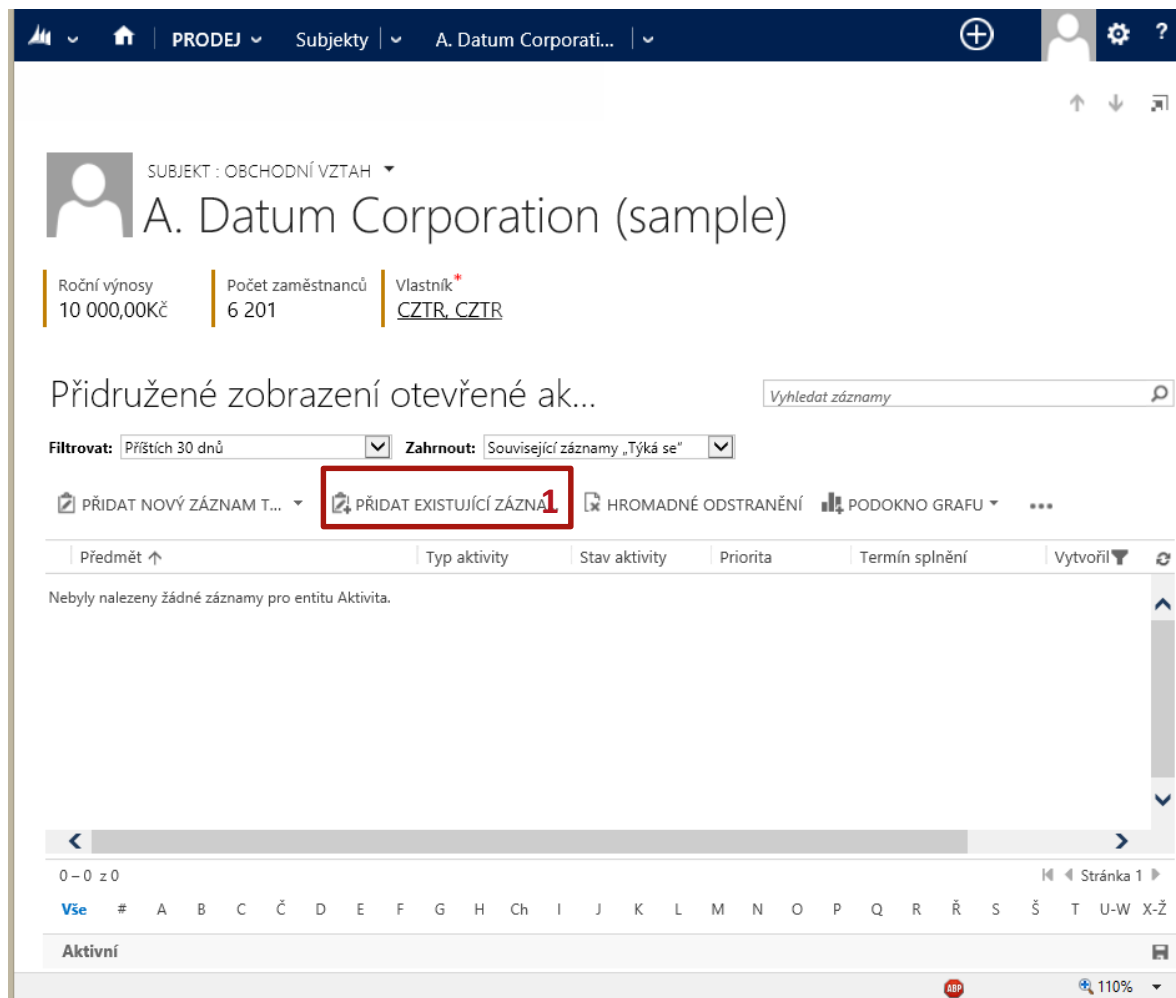 PRODEJ Subjekty A. Datum Corporati... ?
SUBJEKT : OBCHODNÍ VZTAH
A. Datum Corporation (sample)
Roční výnosy Počet zaměstnanců Vlastník*
10 000,00Kč 6 201 CZTR, CZTR
Přidružené zobrazení otevřené ak... Vyhledat záznamy
Filtrovat: Příštích 30 dnů Zahrnout: Související záznamy „Týká se“
PŘIDAT NOVÝ ZÁZNAM T... PŘIDAT EXISTUJÍCÍ ZÁZNA 1 HROMADNÉ ODSTRANĚNÍ PODOKNO GRAFU ...
Předmět Typ aktivity Stav aktivity Priorita Termín splnění Vytvořil
Nebyly nalezeny žádné záznamy pro entitu Aktivita.
0 – 0 z 0 Stránka 1
Vše # A B C Č D E F G H Ch I J K L M N O P Q R Ř S Š T U-W X-Ž
Aktivní
ABP 110%